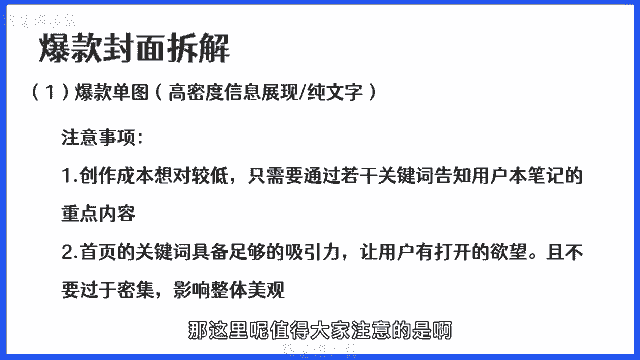 爆款封面拆解
（1）爆款单图（高密度信息展现/纯文字）
注意事项：
1.创作成本想对较低，只需要通过若干关键词告知用户本笔记的
重点内容
2.首页的关键词具备足够的吸引力，让用户有打开的欲望。且不
要过于密集，影响整体美观
那这里呢值得大家注意的是啊